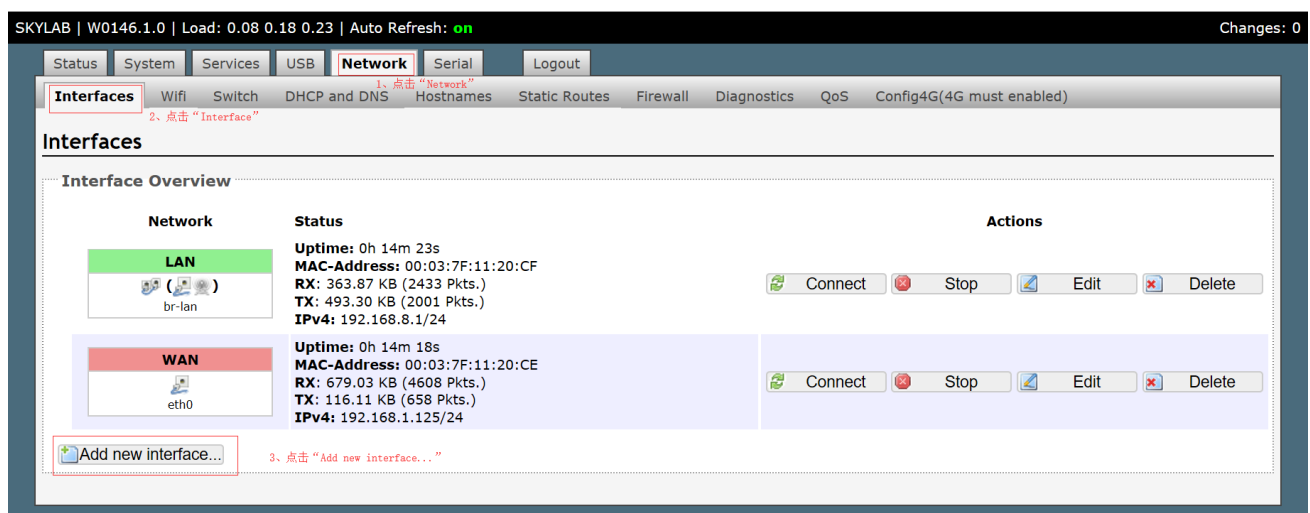 SKYLAB | W0146.1.0 | Load: 0.08 0.18 0.23 | Auto Refresh: on Changes: 0
Status System Services USB Network Serial Logout
1、点击“Network”
Interfaces Wifi Switch DHCP and DNS Hostnames Static Routes Firewall Diagnostics QoS Config4G(4G must enabled)
2、点击“Interface”
Interfaces
Interface Overview
Network Status Actions
LAN
br-lan
Uptime: 0h 14m 23s
MAC-Address: 00:03:7F:11:20:CF
RX: 363.87 KB (2433 Pkts.)
TX: 493.30 KB (2001 Pkts.)
IPv4: 192.168.8.1/24
Connect Stop Edit Delete
WAN
eth0
Uptime: 0h 14m 18s
MAC-Address: 00:03:7F:11:20:CE
RX: 679.03 KB (4608 Pkts.)
TX: 116.11 KB (658 Pkts.)
IPv4: 192.168.1.125/24
Connect Stop Edit Delete
Add new interface...
3、点击“Add new interface...”